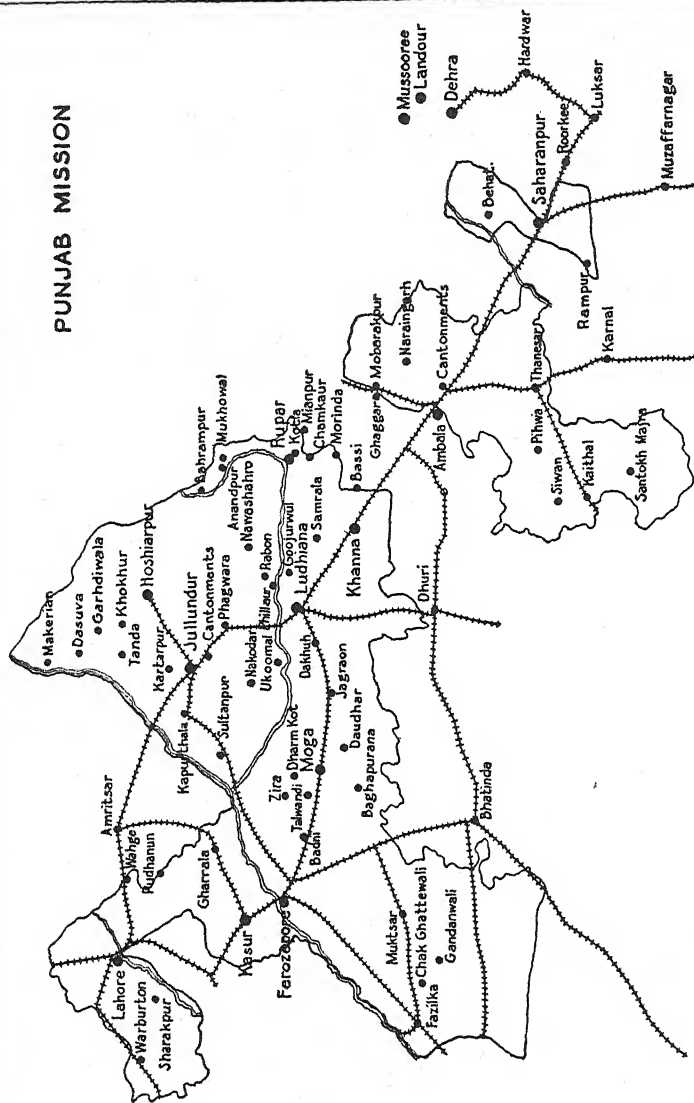 PUNJAB MISSION
Mussooree
Landour
Dehra
Hardwar
Luksar
Roorkee
Saharanpur
Behat.
Muzaffarnagar
Rampur
Karnal
Thanesar
Naraingarh
Mobarakpur
Ghaggar
Cantonments
Ambala
Pihwa
Siwan
Kaithal
Santokh Majra
Bahrampur
Mukhowal
Anandpur
Nawashahro
Rupar
Kotla
Mianpur
Chamkaur
Morinda
Bassi
Samrala
Khanna
Rabon
Goojurwul
Phillaur
Ludhiana
Ukoomal
Dhuri
Makerian
Dasuva
Garhdiwala
Khokhur
Tanda
Hoshiarpur
Kartarpur
Jullundur
Cantonments
Phagwara
Nakodar
Kapurthala
Sultanpur
Dakhuh
Jagraon
Daudhar
Dharm Kot
Zira
Moga
Talwandi
Badni
Baghapurana
Bhatinda
Amritsar
Wahge
Pudhanun
Gharrala
Kasur
Ferozepore
Muktsar
Chak Ghattewali
Gandanwali
Fazilka
Lahore
Warburton
Sharakpur